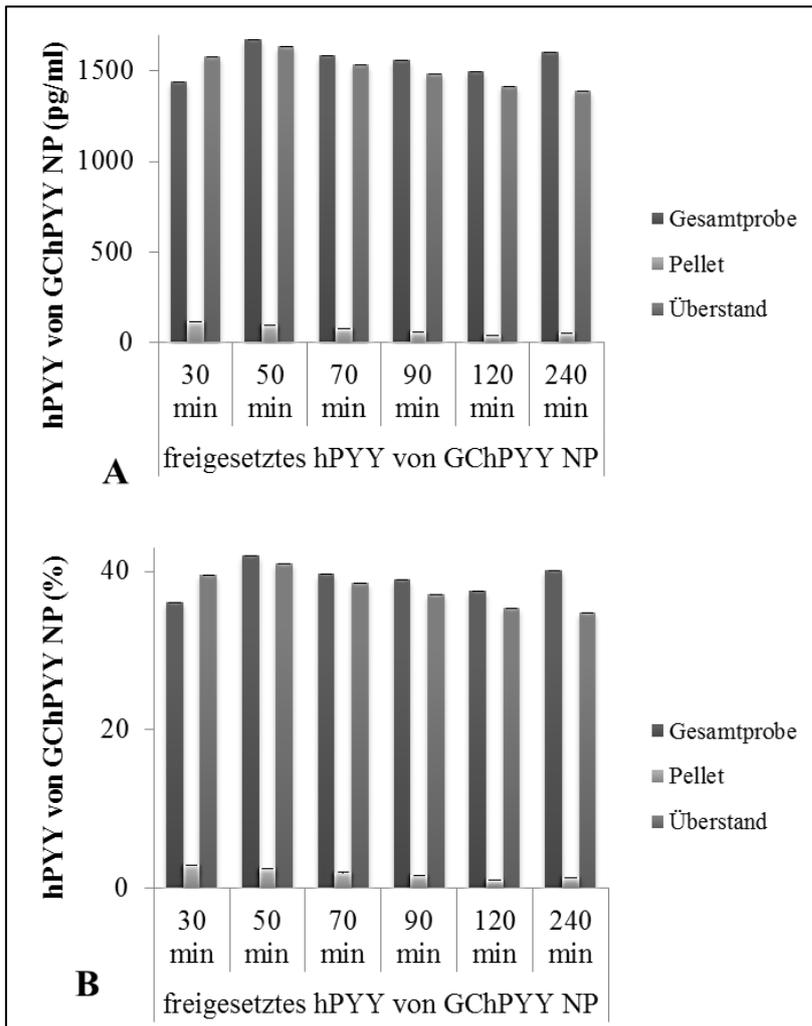 hPYY von GChPYY NP (pg/ml)
1500
1000
500
0
30 min
50 min
70 min
90 min
120 min
240 min
freigesetztes hPYY von GChPYY NP
Gesamtprobe
Pellet
Überstand
A
hPYY von GChPYY NP (%)
40
20
0
30 min
50 min
70 min
90 min
120 min
240 min
freigesetztes hPYY von GChPYY NP
Gesamtprobe
Pellet
Überstand
B